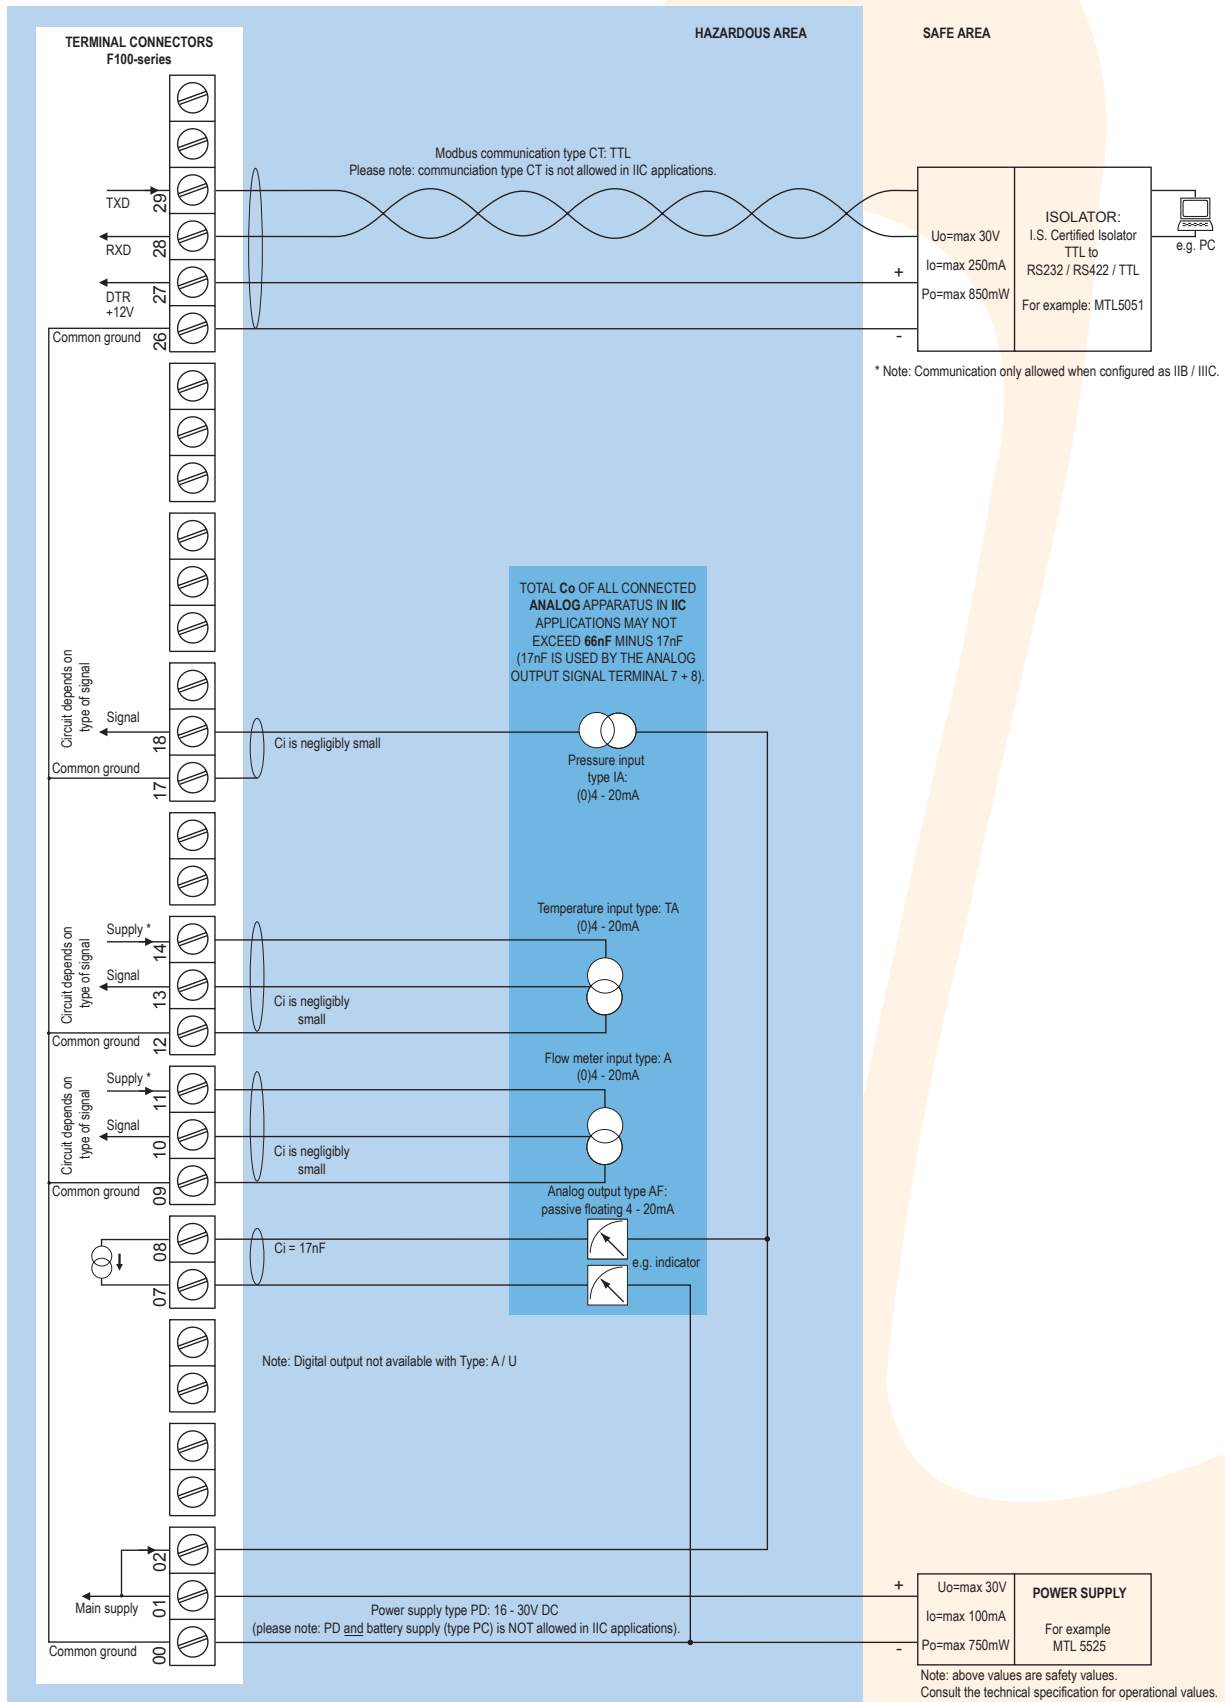 HAZARDOUS AREA
SAFE AREA
TERMINAL CONNECTORS
F100-series
Modbus communication type CT: TTL
Please note: communciation type CT is not allowed in IIC applications.
TXD
29
RXD
28
DTR
+12V
27
Common ground
26
+
-
Uo=max 30V
Io=max 250mA
Po=max 850mW
ISOLATOR:
I.S. Certified Isolator
TTL to
RS232 / RS422 / TTL
For example: MTL5051
e.g. PC
* Note: Communication only allowed when configured as IIB / IIIC.
TOTAL Co OF ALL CONNECTED
ANALOG APPARATUS IN IIC
APPLICATIONS MAY NOT
EXCEED 66nF MINUS 17nF
(17nF IS USED BY THE ANALOG
OUTPUT SIGNAL TERMINAL 7 + 8).
Circuit depends on
type of signal
Signal
18
Common ground
17
Ci is negligibly small
Pressure input
type IA:
(0)4 - 20mA
Temperature input type: TA
(0)4 - 20mA
Circuit depends on
type of signal
Supply *
14
Signal
13
Common ground
12
Ci is negligibly
small
Flow meter input type: A
(0)4 - 20mA
Circuit depends on
type of signal
Supply *
11
Signal
10
Common ground
09
Ci is negligibly
small
Analog output type AF:
passive floating 4 - 20mA
08
Ci = 17nF
e.g. indicator
07
Note: Digital output not available with Type: A / U
02
Main supply
01
Common ground
00
Power supply type PD: 16 - 30V DC
(please note: PD and battery supply (type PC) is NOT allowed in IIC applications).
+
-
Uo=max 30V
Io=max 100mA
Po=max 750mW
POWER SUPPLY
For example
MTL 5525
Note: above values are safety values.
Consult the technical specification for operational values.